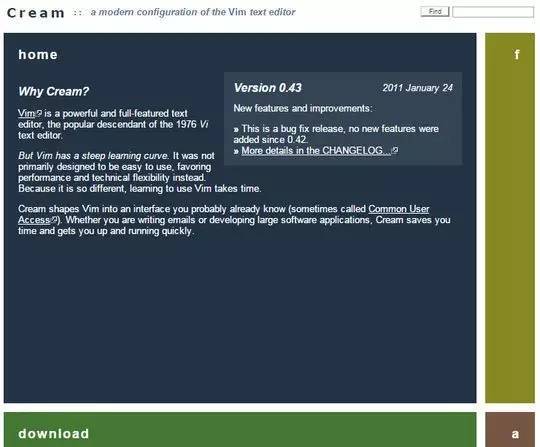 Cream :: a modern configuration of the Vim text editor
Find
home
f
Why Cream?
Vim is a powerful and full-featured text
editor, the popular descendant of the 1976 Vi
text editor.
But Vim has a steep learning curve. It was not
primarily designed to be easy to use, favoring
performance and technical flexibility instead.
Because it is so different, learning to use Vim takes time.
Version 0.43
2011 January 24
New features and improvements:
» This is a bug fix release, no new features were
added since 0.42.
» More details in the CHANGELOG...
Cream shapes Vim into an interface you probably already know (sometimes called Common User
Access). Whether you are writing emails or developing large software applications, Cream saves you
time and gets you up and running quickly.
download
a